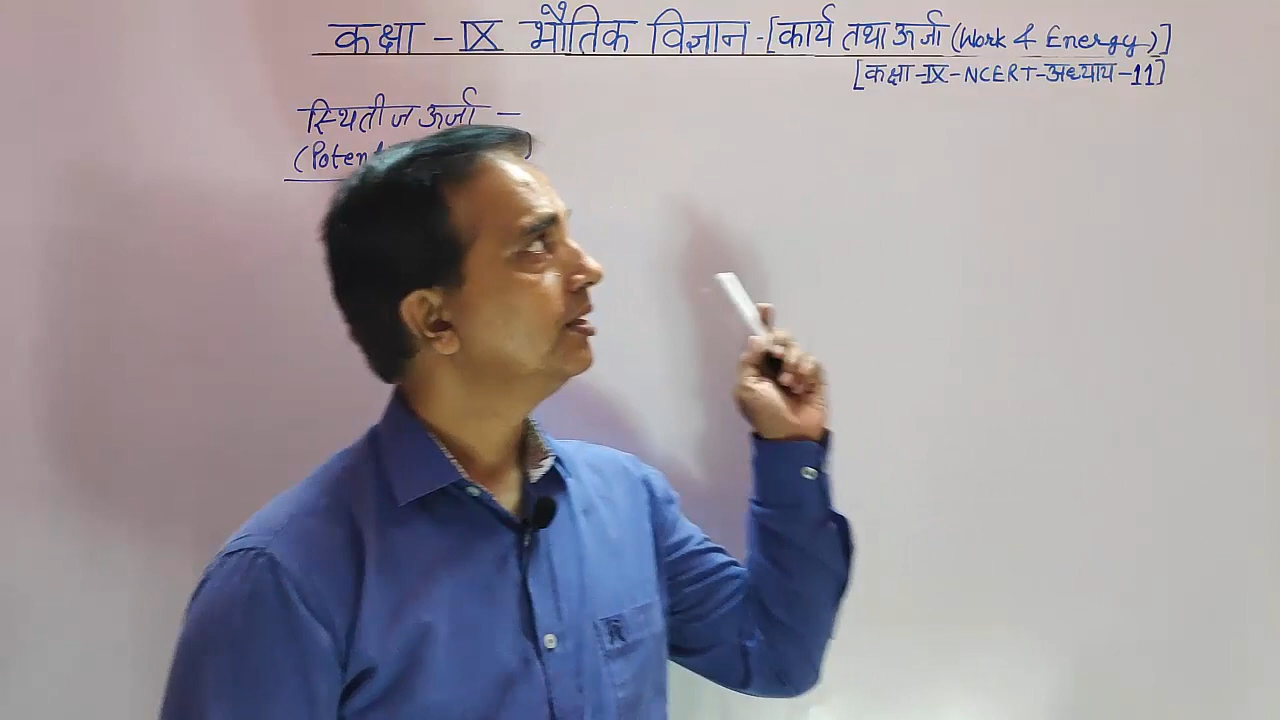 कक्षा - IX भौतिक विज्ञान - [कार्य तथा ऊर्जा (Work & Energy)]
[कक्षा - IX - NCERT - अध्याय - 11]
स्थितीज ऊर्जा -